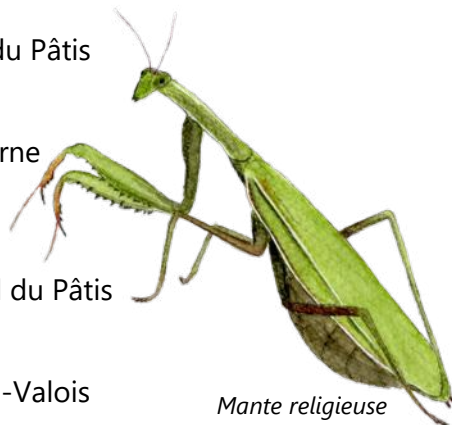 du Pâtis
rne
du Pâtis
-Valois
Mante religieuse